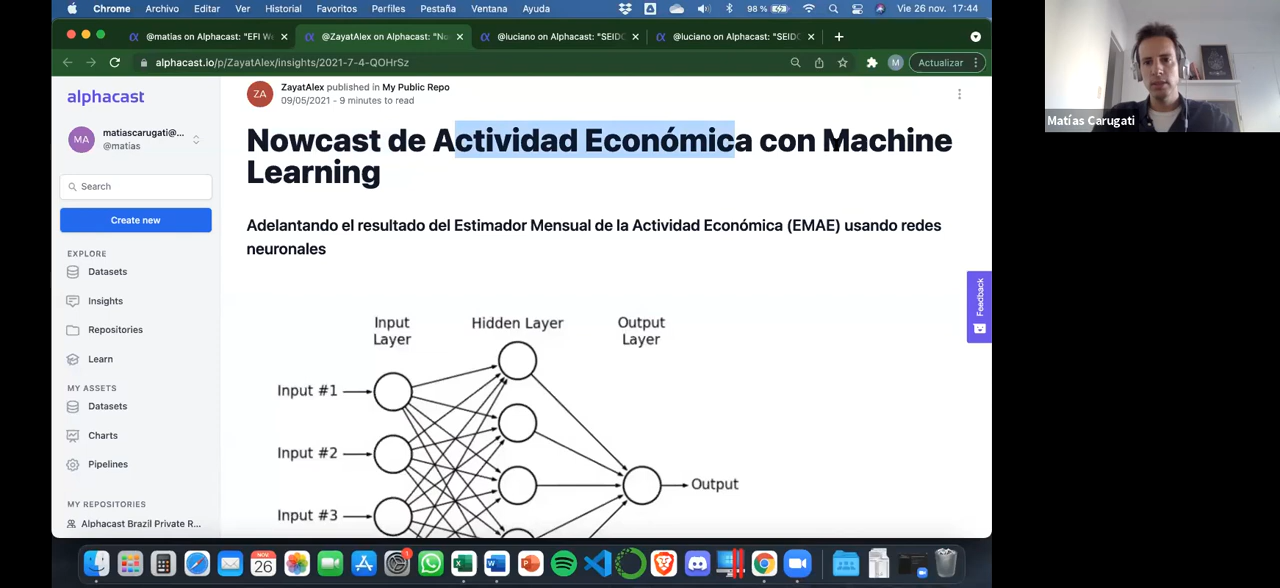 Chrome Archivo Editar Ver Historial Favoritos Perfiles Pestaña Ventana Ayuda 98 % Vie 26 nov. 17:44
@matias on Alphacast: "EFI We @ZayatAlex on Alphacast: "No @luciano on Alphacast: "SEIDC @luciano on Alphacast: "SEIDC
alphacast.io/p/ZayatAlex/insights/2021-7-4-QOHrSz M Actualizar
alphacast
MA matiascarugati@...
@matias
Search
Create new
EXPLORE
Datasets
Insights
Repositories
Learn
MY ASSETS
Datasets
Charts
Pipelines
MY REPOSITORIES
Alphacast Brazil Private R...
ZA ZayatAlex published in My Public Repo
09/05/2021 - 9 minutes to read
Nowcast de Actividad Económica con Machine
Learning
Adelantando el resultado del Estimador Mensual de la Actividad Económica (EMAE) usando redes
neuronales
Input
Layer
Hidden Layer
Output
Layer
Input #1
Input #2
Input #3
Output
Feedback
NOV
26
1
Matías Carugati